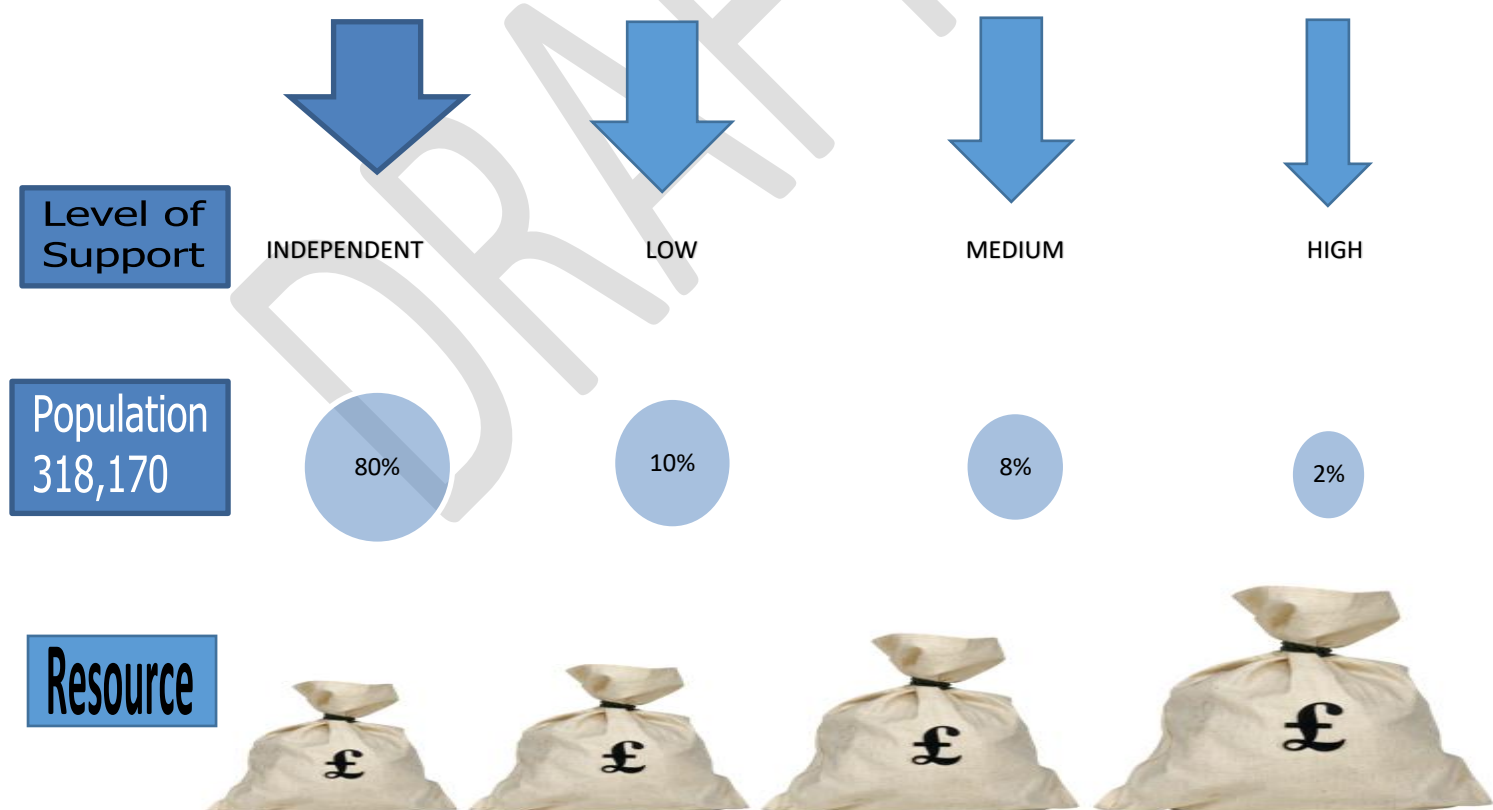 DRAFT
Level of
Support
INDEPENDENT
LOW
MEDIUM
HIGH
Population
318,170
80%
10%
8%
2%
Resource
£
£
£
£